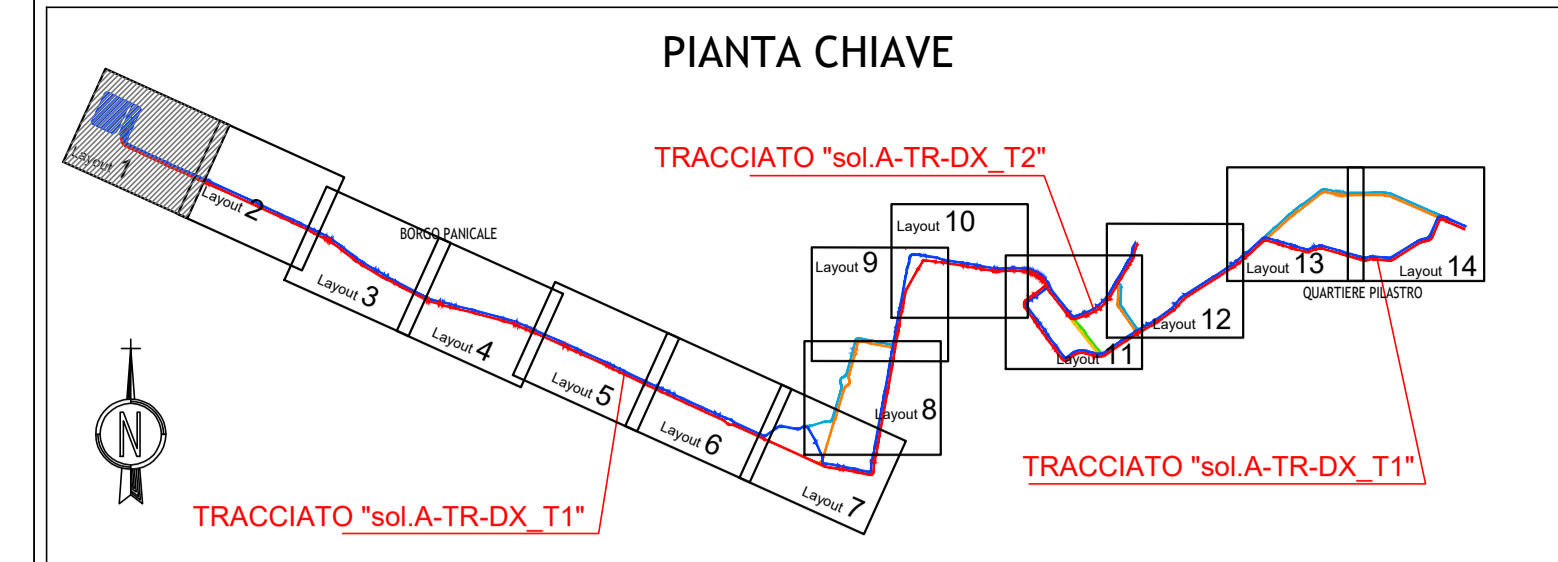 PIANTA CHIAVE
Layout 1
Layout 2
Layout 3
BORGO PANICALE
Layout 4
Layout 5
Layout 6
Layout 7
Layout 8
Layout 9
Layout 10
TRACCIATO "sol.A-TR-DX_T2"
Layout 11
Layout 12
Layout 13
Layout 14
QUARTIERE PILASTRO
N
TRACCIATO "sol.A-TR-DX_T1"
TRACCIATO "sol.A-TR-DX_T1"